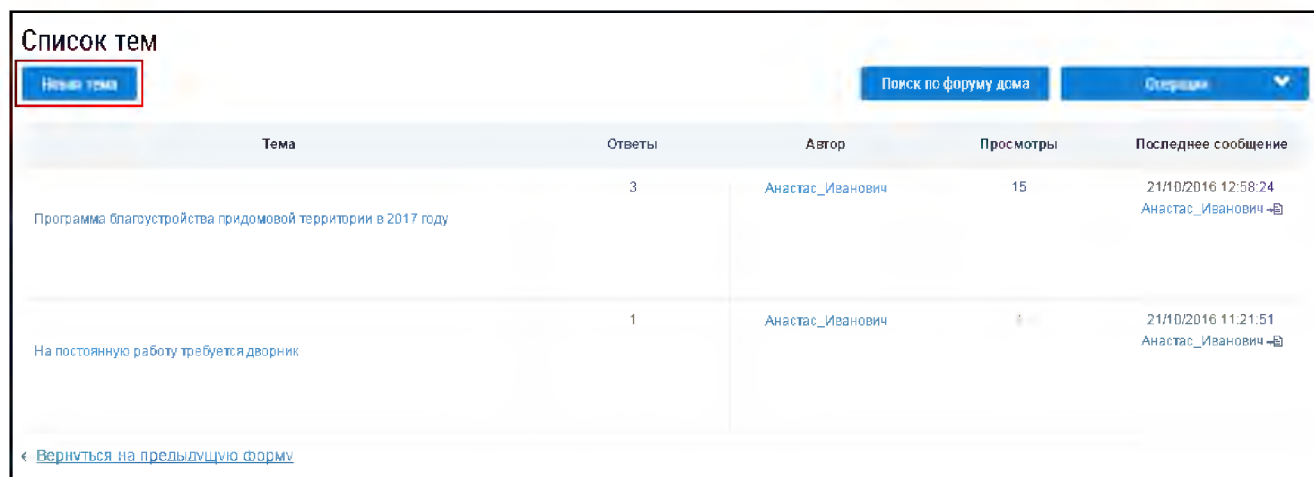 Список тем
Новая тема
Поиск по форуму дома
Операции
Тема
Ответы
Автор
Просмотры
Последнее сообщение
3
Анастас_Иванович
15
21/10/2016 12:58:24
Программа благоустройства придомовой территории в 2017 году
Анастас_Иванович
1
Анастас_Иванович
21/10/2016 11:21:51
На постоянную работу требуется дворник
Анастас_Иванович
Вернуться на предыдущую форму